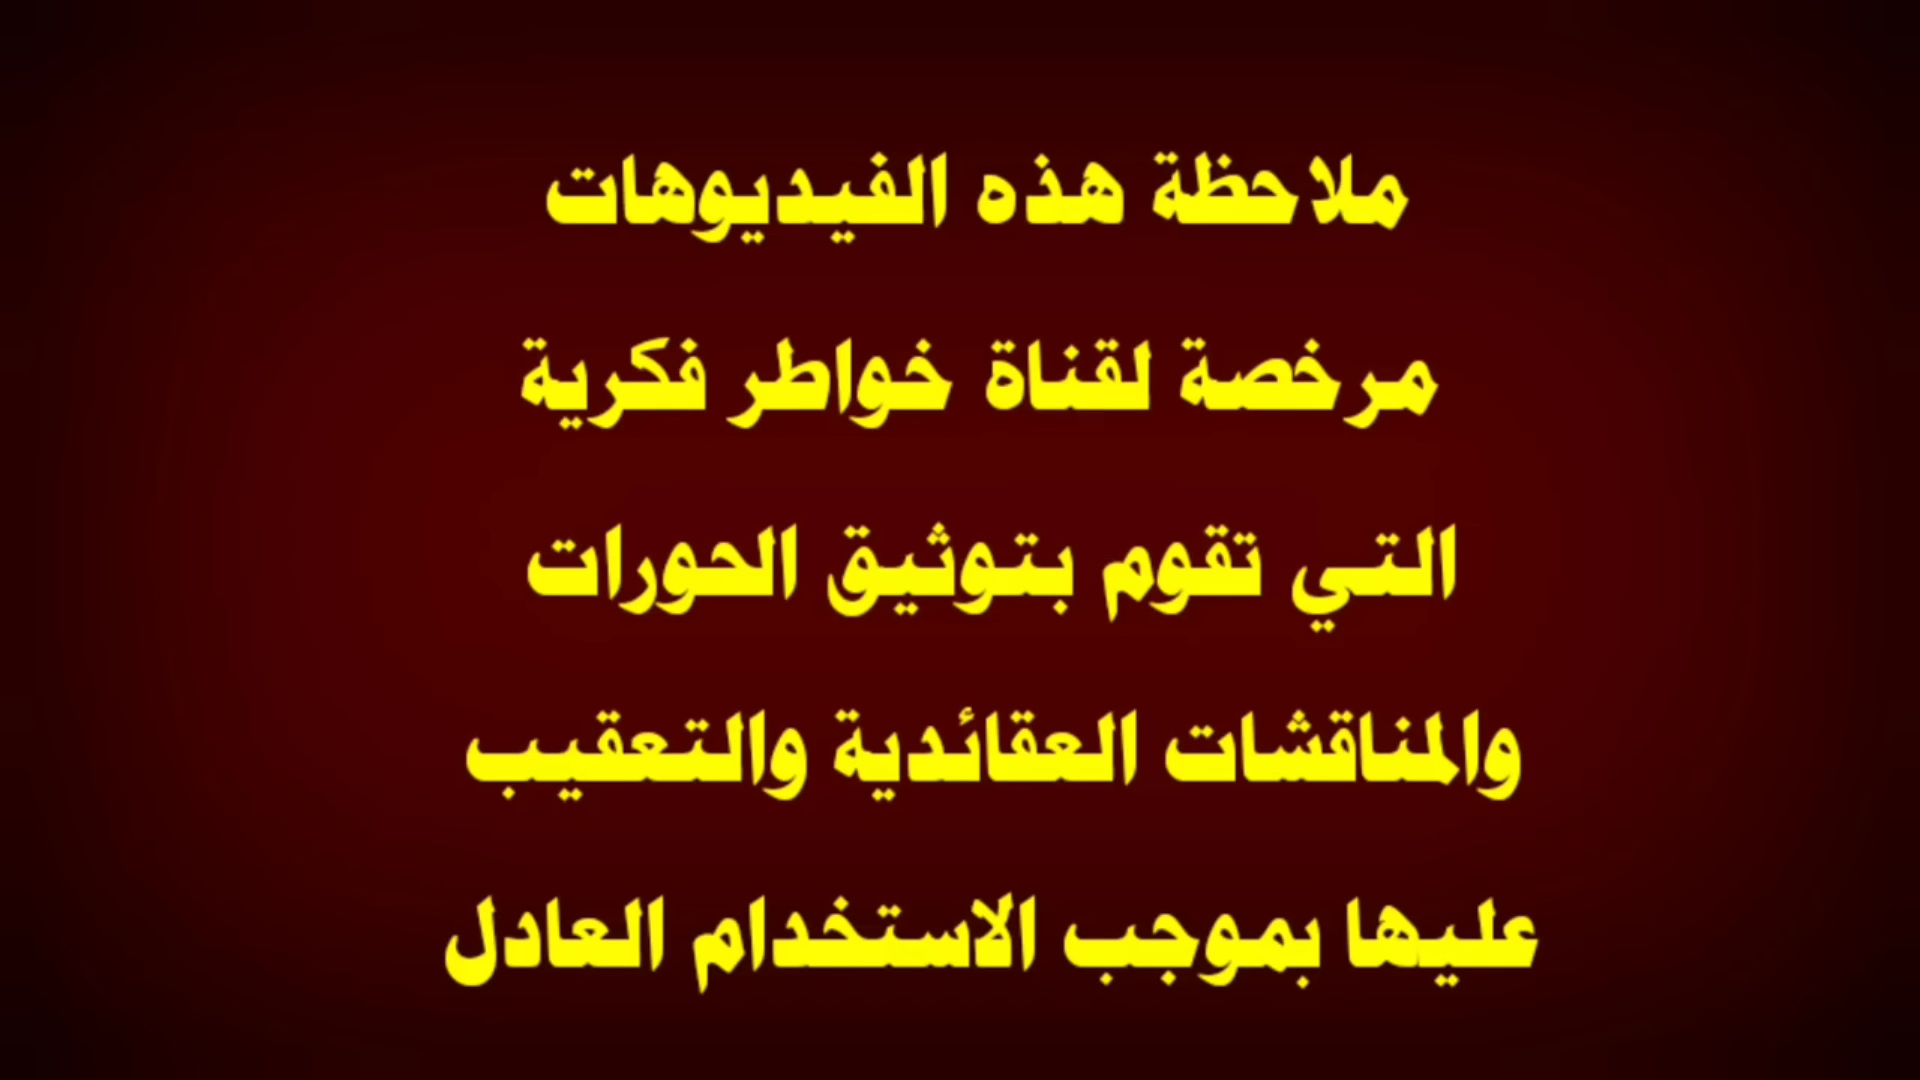 ملاحظة هذه الفيديوهات
مرخصة لقناة خواطر فكرية
التي تقوم بتوثيق الحورات
والمناقشات العقائدية والتعقيب
عليها بموجب الاستخدام العادل